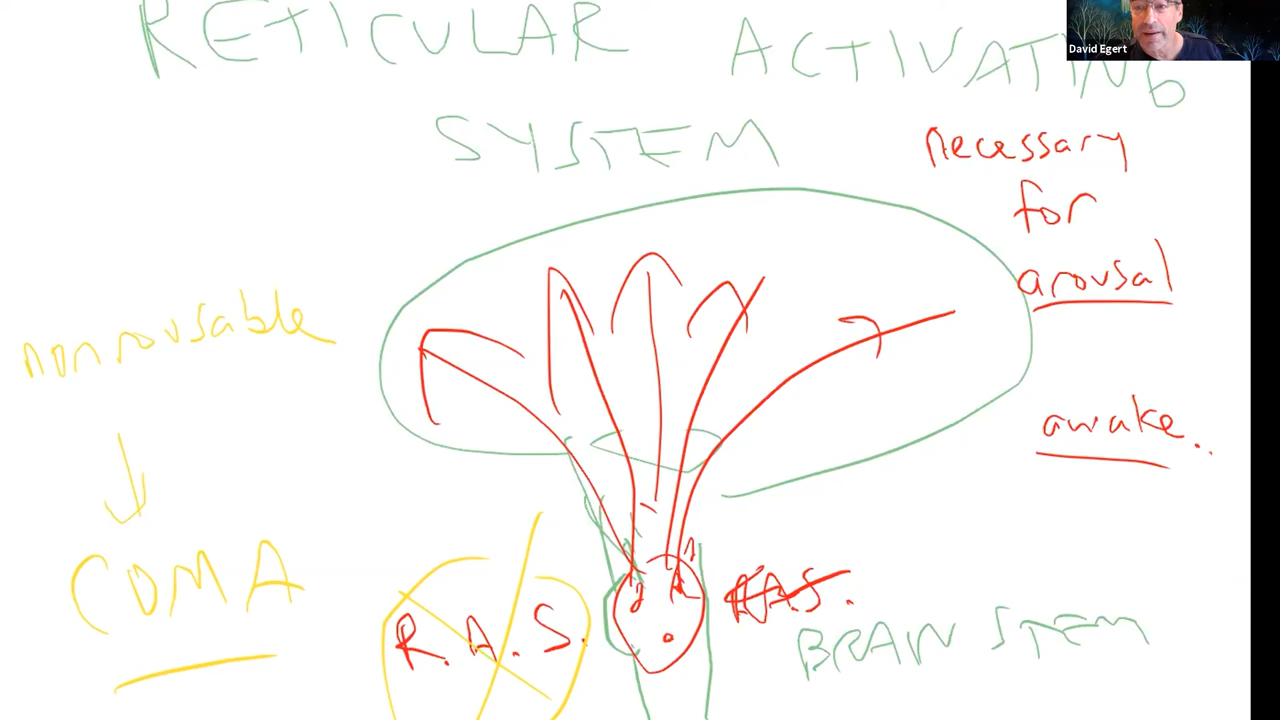 RETICULAR ACTIVATING
David Egert
SYSTEM
necessary
for
arousal
nonrousable
awake..
COMA
R.A.S.
R.A.S.
BRAIN STEM